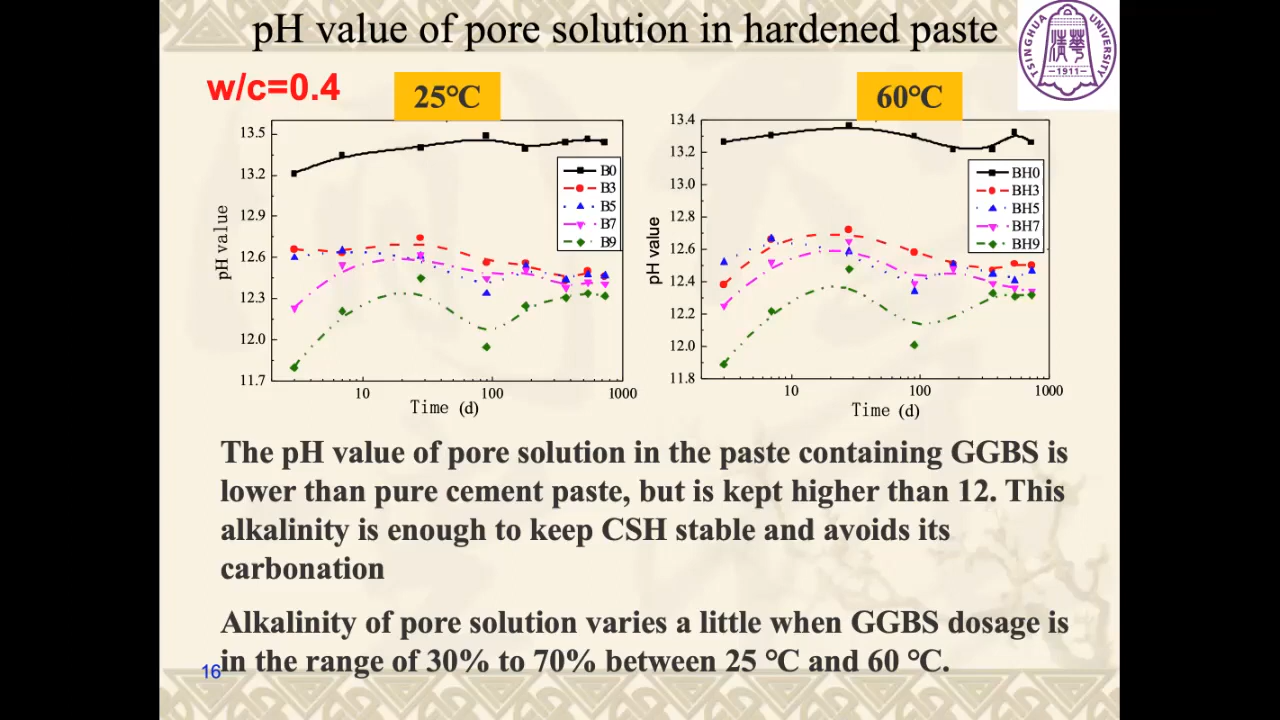 pH value of pore solution in hardened paste
TSINGHUA UNIVERSITY
清華
—1911—
w/c=0.4
25℃
60℃
13.5
13.2
12.9
12.6
12.3
12.0
11.7
pH value
10
100
1000
Time (d)
B0
B3
B5
B7
B9
13.4
13.2
13.0
12.8
12.6
12.4
12.2
12.0
11.8
pH value
10
100
1000
Time (d)
BH0
BH3
BH5
BH7
BH9
The pH value of pore solution in the paste containing GGBS is
lower than pure cement paste, but is kept higher than 12. This
alkalinity is enough to keep CSH stable and avoids its
carbonation
Alkalinity of pore solution varies a little when GGBS dosage is
in the range of 30% to 70% between 25 ℃ and 60 ℃.
16